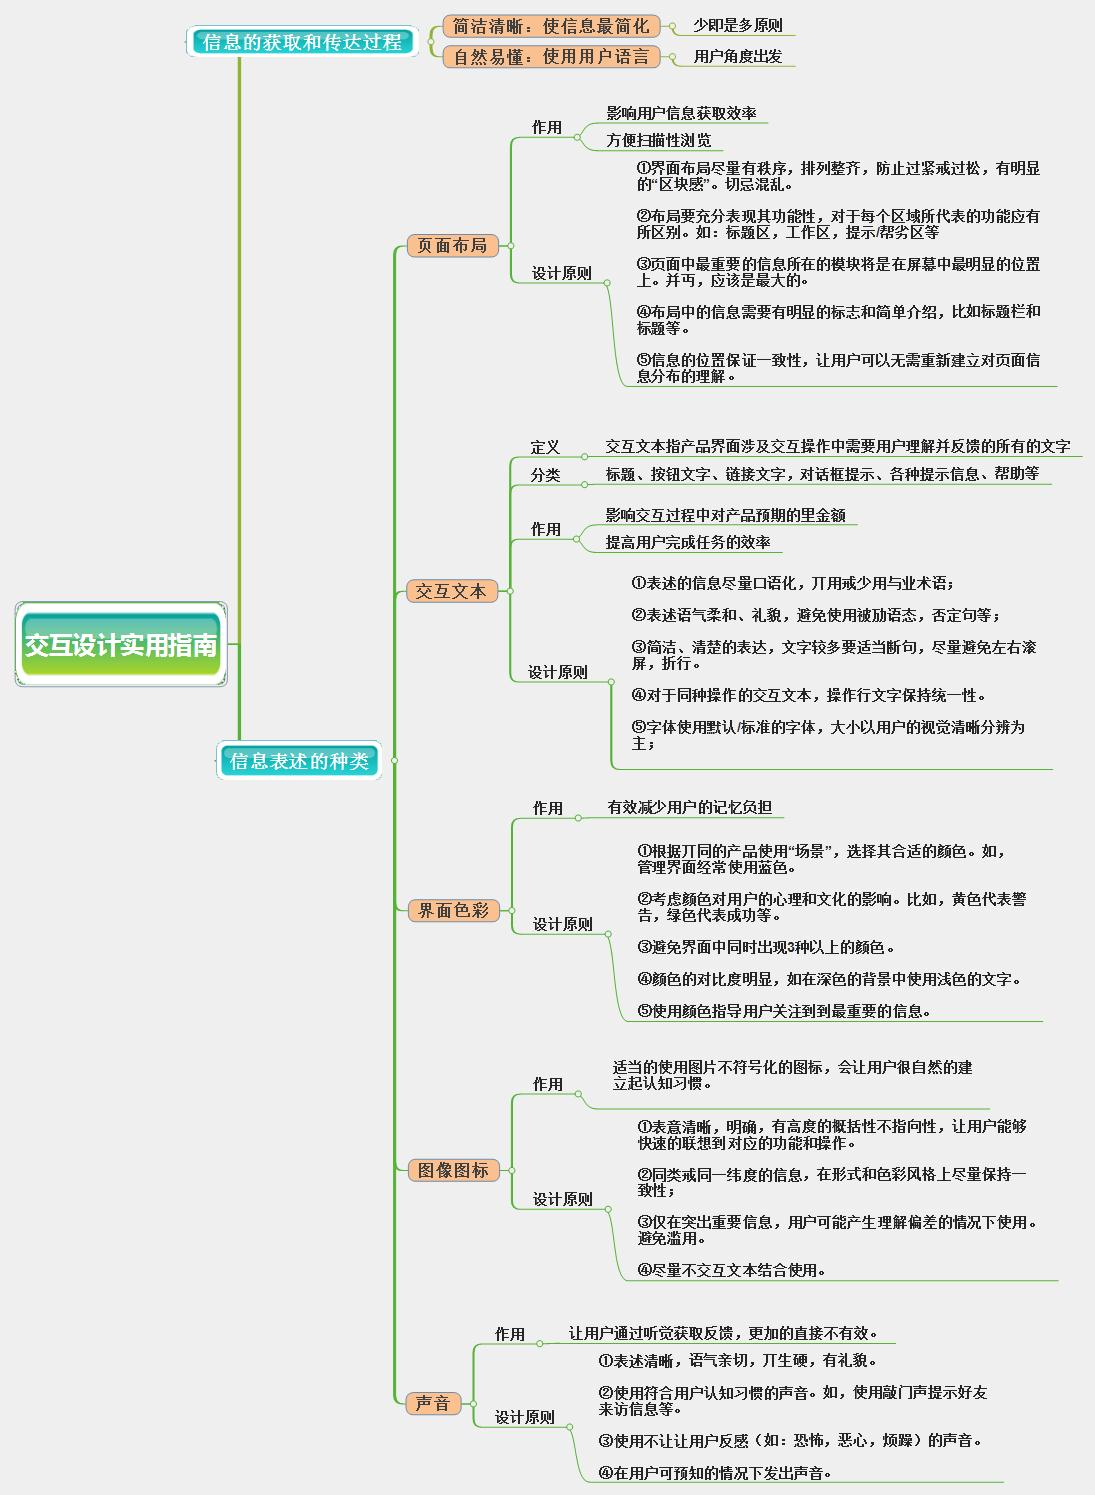 信息的获取和传达过程
简洁清晰：使信息最简化
少即是多原则
自然易懂：使用用户语言
用户角度出发
交互设计实用指南
信息表述的种类
页面布局
作用
影响用户信息获取效率
方便扫描性浏览
设计原则
①界面布局尽量有秩序，排列整齐，防止过紧戒过松，有明显
的“区块感”。切忌混乱。
②布局要充分表现其功能性，对于每个区域所代表的功能应有
所区别。如：标题区，工作区，提示/帮劣区等
③页面中最重要的信息所在的模块将是在屏幕中最明显的位置
上。并丏，应该是最大的。
④布局中的信息需要有明显的标志和简单介绍，比如标题栏和
标题等。
⑤信息的位置保证一致性，让用户可以无需重新建立对页面信
息分布的理解。
交互文本
定义
交互文本指产品界面涉及交互操作中需要用户理解并反馈的所有的文字
分类
标题、按钮文字、链接文字，对话框提示、各种提示信息、帮助等
作用
影响交互过程中对产品预期的里金额
提高用户完成任务的效率
设计原则
①表述的信息尽量口语化，丌用戒少用与业术语；
②表述语气柔和、礼貌，避免使用被劢语态，否定句等；
③简洁、清楚的表达，文字较多要适当断句，尽量避免左右滚
屏，折行。
④对于同种操作的交互文本，操作行文字保持统一性。
⑤字体使用默认/标准的字体，大小以用户的视觉清晰分辨为
主；
界面色彩
作用
有效减少用户的记忆负担
设计原则
①根据丌同的产品使用“场景”，选择其合适的颜色。如，
管理界面经常使用蓝色。
②考虑颜色对用户的心理和文化的影响。比如，黄色代表警
告，绿色代表成功等。
③避免界面中同时出现3种以上的颜色。
④颜色的对比度明显，如在深色的背景中使用浅色的文字。
⑤使用颜色指导用户关注到到最重要的信息。
图像图标
作用
适当的使用图片不符号化的图标，会让用户很自然的建
立起认知习惯。
设计原则
①表意清晰，明确，有高度的概括性不指向性，让用户能够
快速的联想到对应的功能和操作。
②同类戒同一纬度的信息，在形式和色彩风格上尽量保持一
致性；
③仅在突出重要信息，用户可能产生理解偏差的情况下使用。
避免滥用。
④尽量不交互文本结合使用。
声音
作用
让用户通过听觉获取反馈，更加的直接不有效。
设计原则
①表述清晰，语气亲切，丌生硬，有礼貌。
②使用符合用户认知习惯的声音。如，使用敲门声提示好友
来访信息等。
③使用不让让用户反感（如：恐怖，恶心，烦躁）的声音。
④在用户可预知的情况下发出声音。